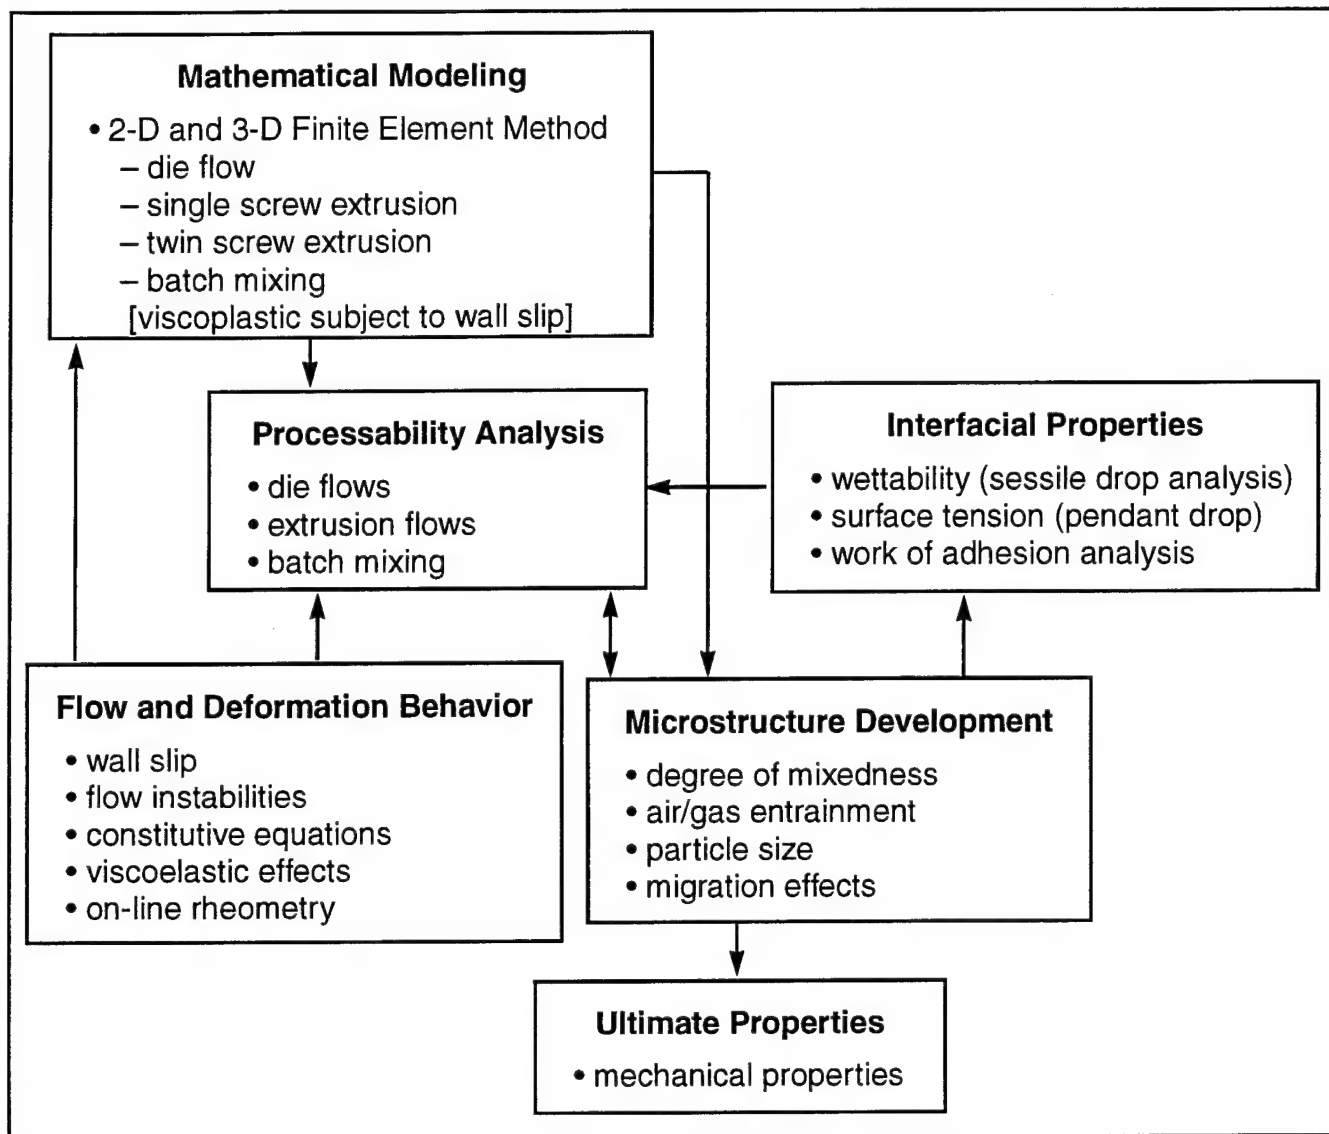 Mathematical Modeling
• 2-D and 3-D Finite Element Method
– die flow
– single screw extrusion
– twin screw extrusion
– batch mixing
[viscoplastic subject to wall slip]
Processability Analysis
• die flows
• extrusion flows
• batch mixing
Interfacial Properties
• wettability (sessile drop analysis)
• surface tension (pendant drop)
• work of adhesion analysis
Flow and Deformation Behavior
• wall slip
• flow instabilities
• constitutive equations
• viscoelastic effects
• on-line rheometry
Microstructure Development
• degree of mixedness
• air/gas entrainment
• particle size
• migration effects
Ultimate Properties
• mechanical properties